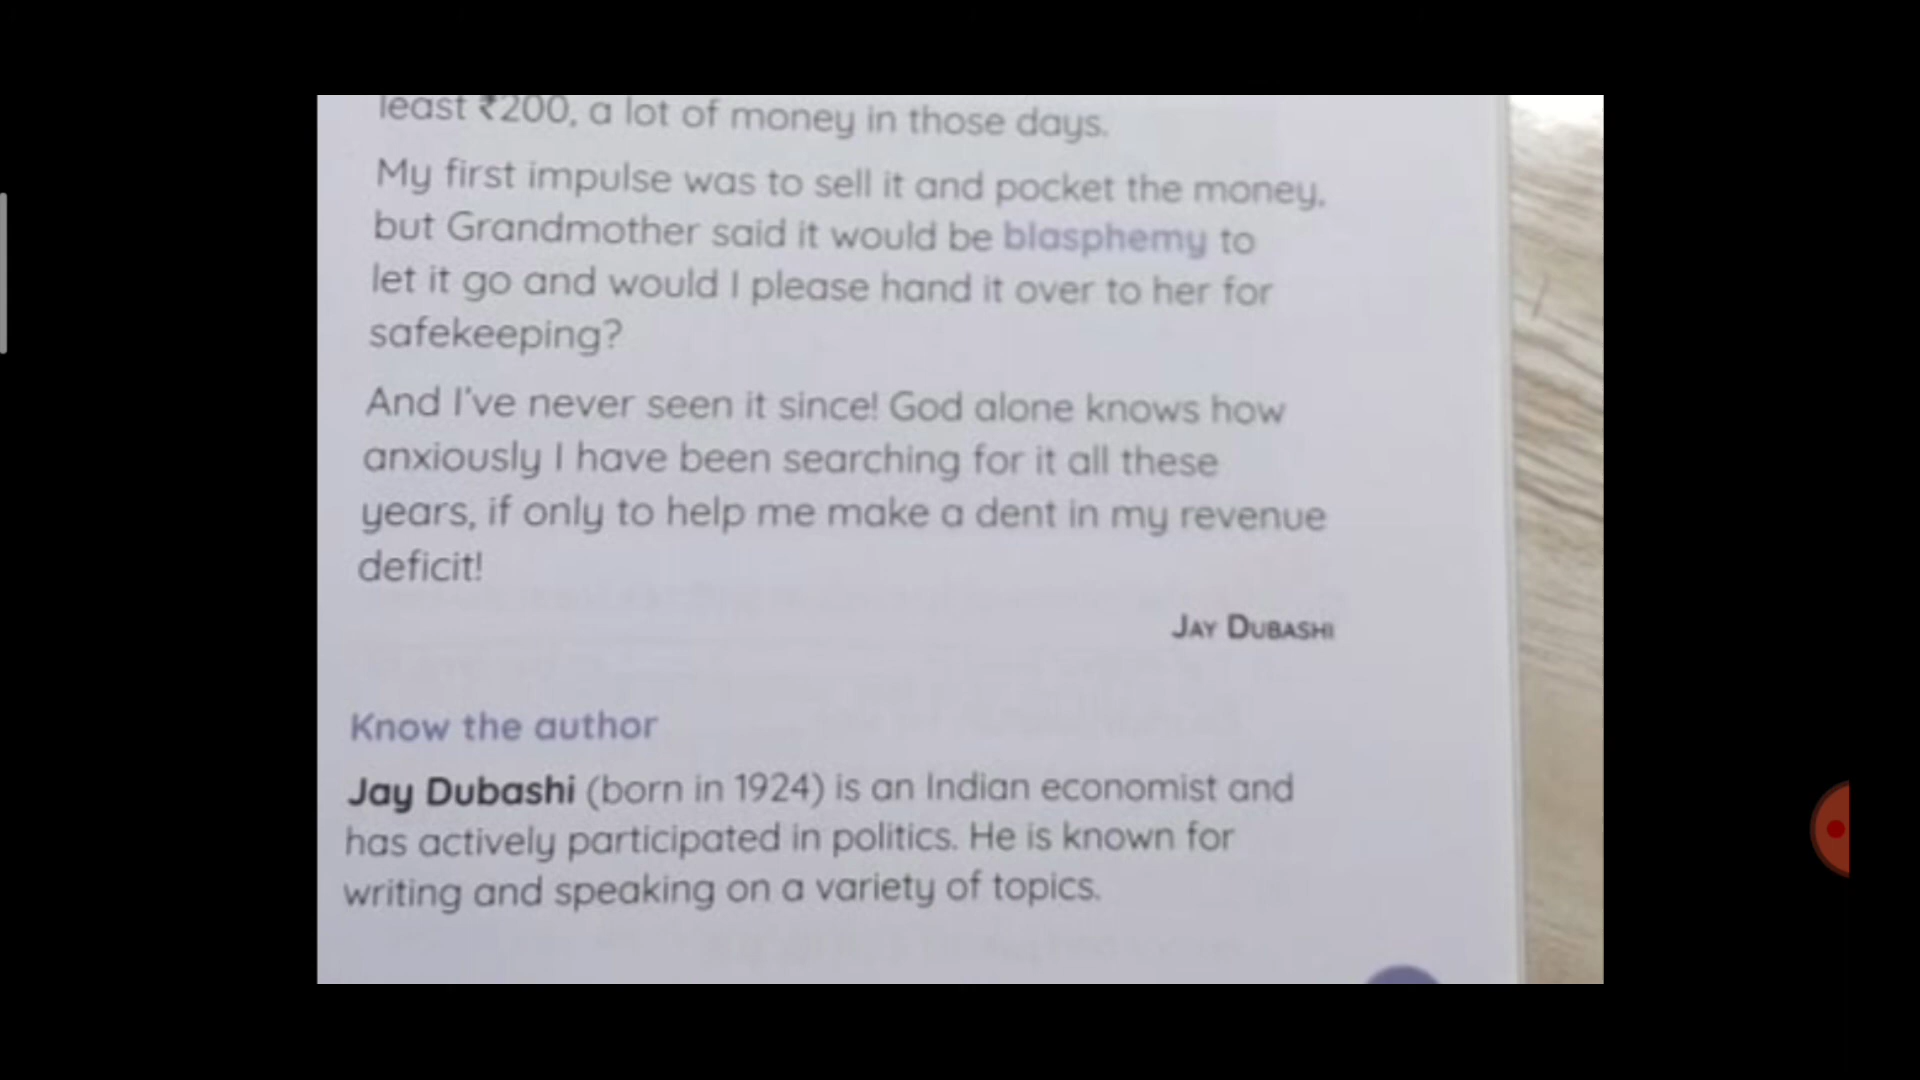 least ₹200, a lot of money in those days.
My first impulse was to sell it and pocket the money,
but Grandmother said it would be blasphemy to
let it go and would I please hand it over to her for
safekeeping?
And I've never seen it since! God alone knows how
anxiously I have been searching for it all these
years, if only to help me make a dent in my revenue
deficit!
JAY DUBASHI
Know the author
Jay Dubashi (born in 1924) is an Indian economist and
has actively participated in politics. He is known for
writing and speaking on a variety of topics.